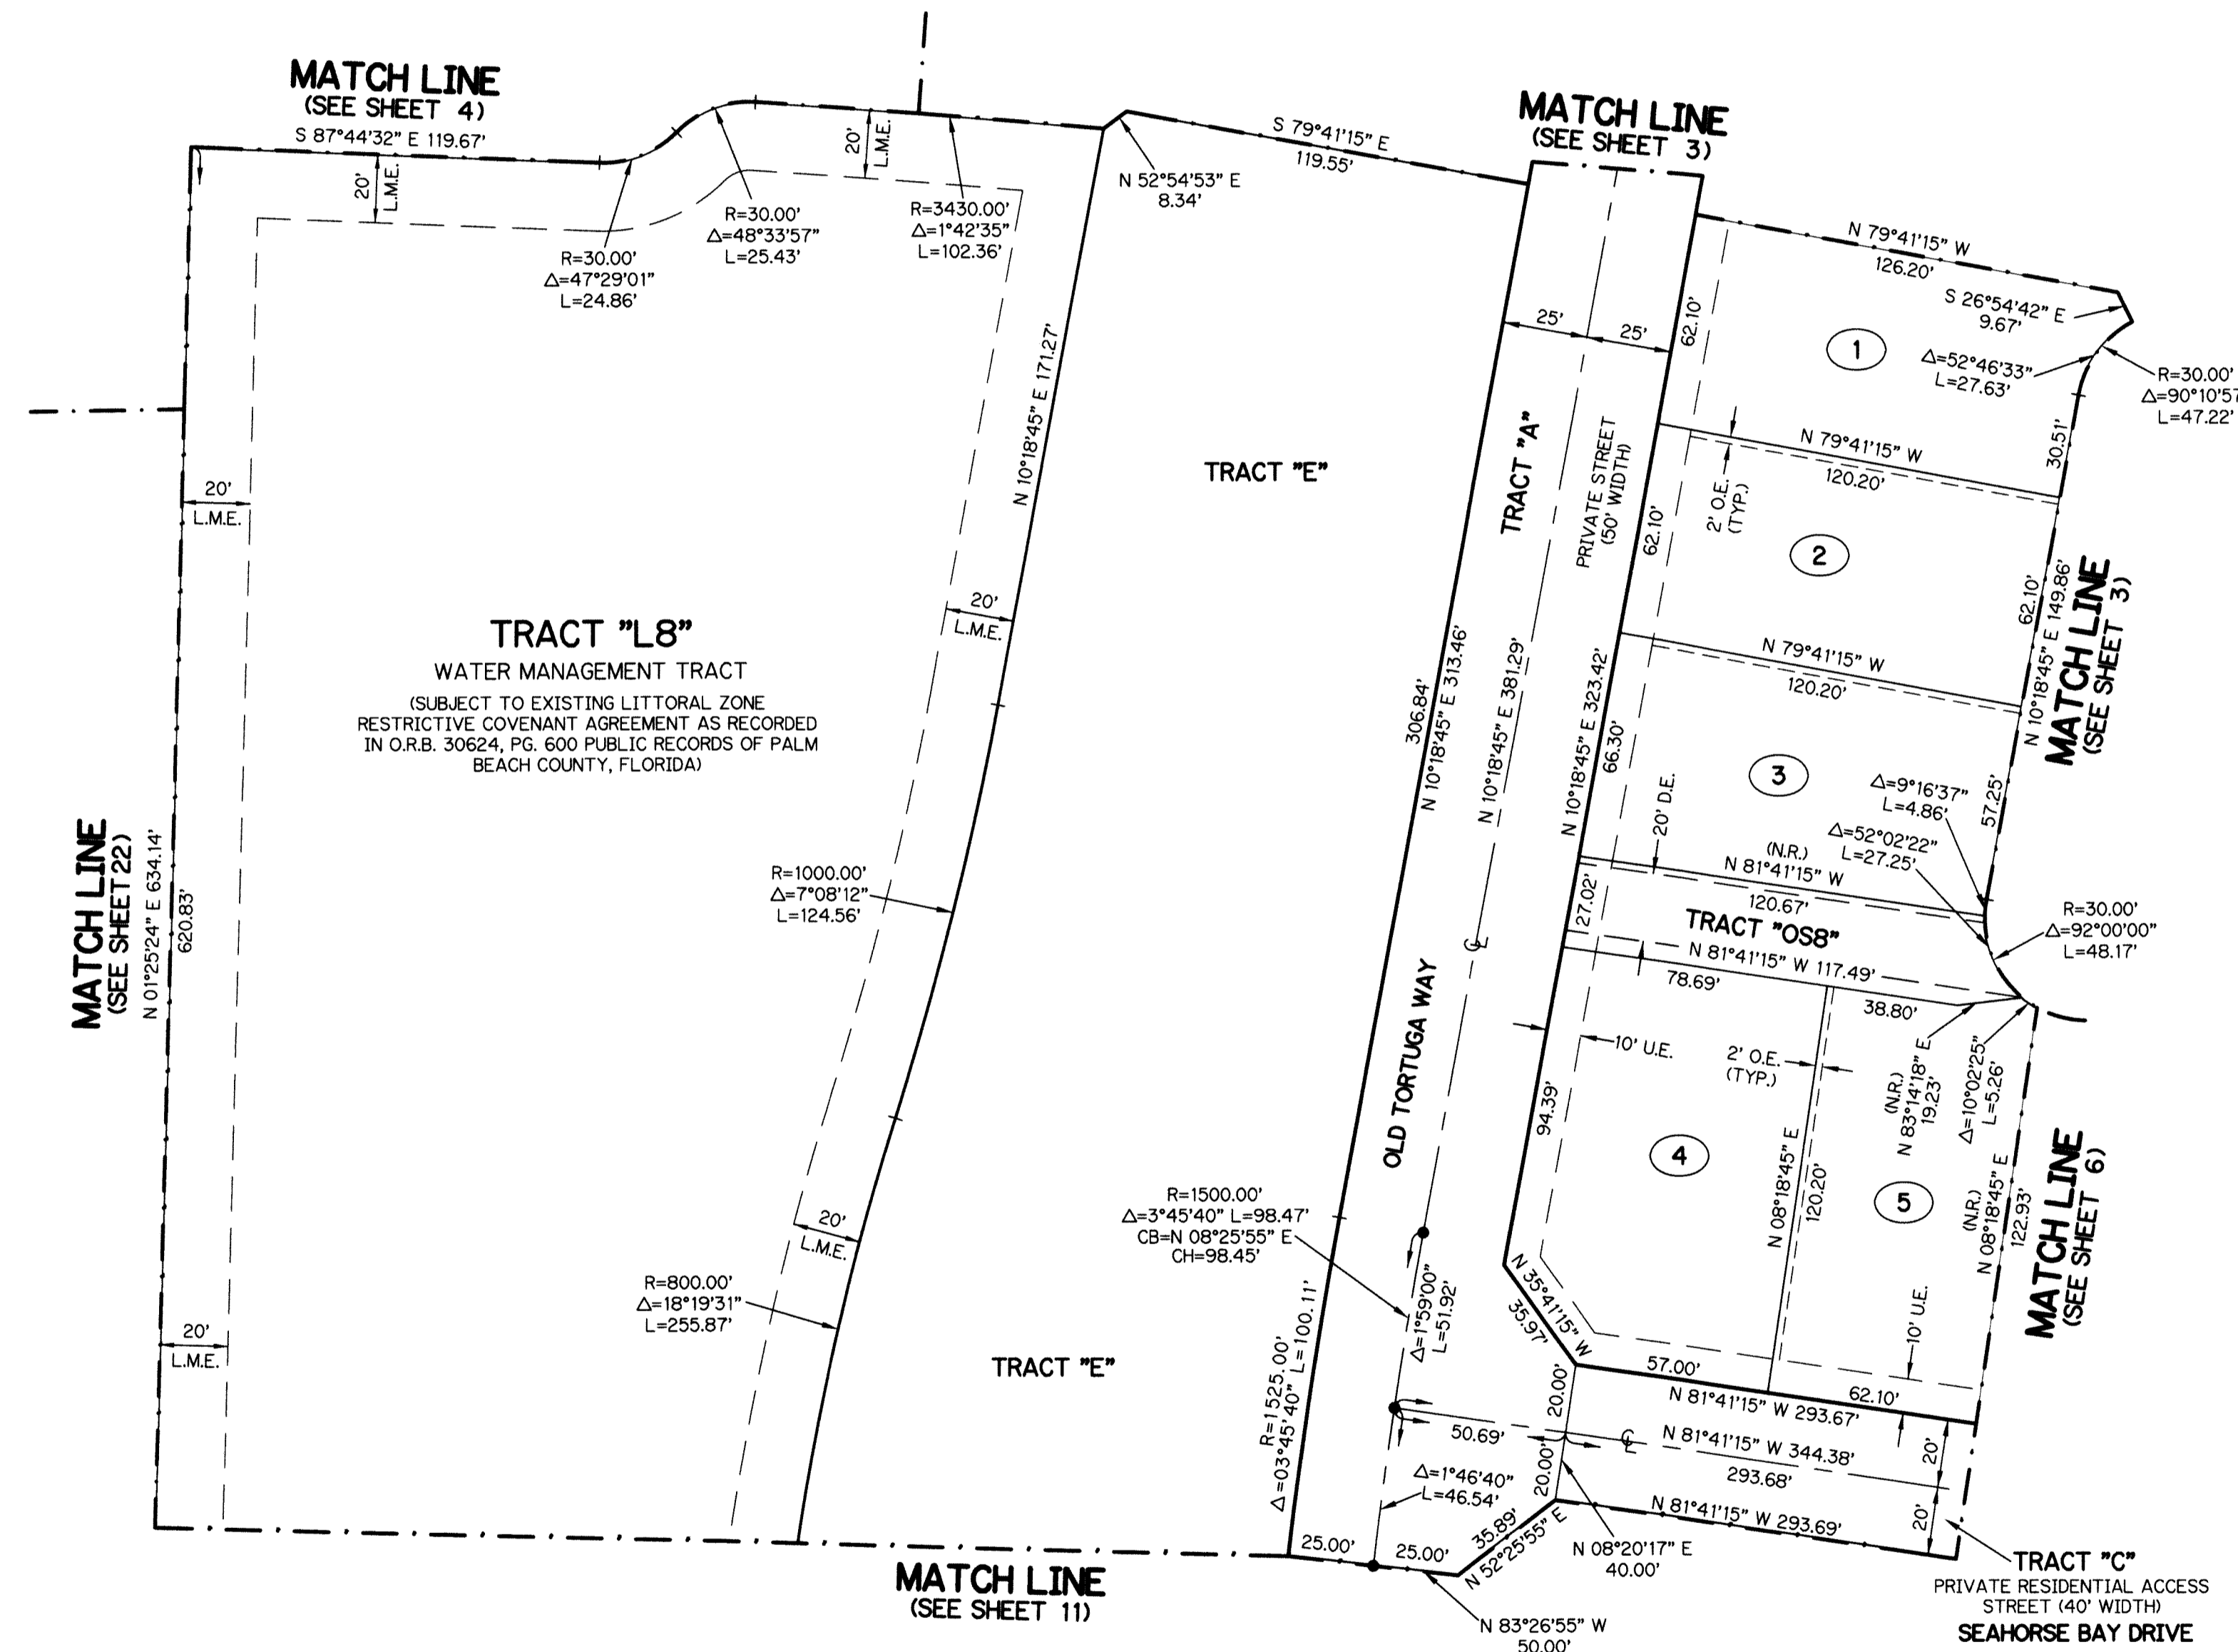 MATCH LINE
(SEE SHEET 4)
S 87°44'32" E 119.67'
20'
L.M.E.
20'
L.M.E.
R=30.00'
Δ=47°29'01"
L=24.86'
R=30.00'
Δ=48°33'57"
L=25.43'
R=3430.00'
Δ=1°42'35"
L=102.36'
N 52°54'53" E
8.34'
S 79°41'15" E
119.55'
MATCH LINE
(SEE SHEET 3)
N 79°41'15" W
126.20'
S 26°54'42" E
9.67'
Δ=52°46'33"
L=27.63'
R=30.00'
Δ=90°10'57
L=47.22'
1
25'
25'
62.10'
30.51'
N 10°18'45" E 171.27'
TRACT "E"
TRACT "A"
PRIVATE STREET
(50' WIDTH)
N 79°41'15" W
120.20'
2' O.E.
(TYP.)
62.10'
2
62.10'
N 10°18'45" E 149.86'
MATCH LINE
(SEE SHEET 3)
20'
L.M.E.
20'
L.M.E.
TRACT "L8"
WATER MANAGEMENT TRACT
(SUBJECT TO EXISTING LITTORAL ZONE
RESTRICTIVE COVENANT AGREEMENT AS RECORDED
IN O.R.B. 30624, PG. 600 PUBLIC RECORDS OF PALM
BEACH COUNTY, FLORIDA)
306.84'
N 10°18'45" E 313.46'
N 10°18'45" E 381.29'
N 10°18'45" E 323.42'
66.30'
N 79°41'15" W
120.20'
3
20' D.E.
57.25'
Δ=9°16'37"
L=4.86'
Δ=52°02'22"
L=27.25'
(N.R.)
N 81°41'15" W
120.67'
27.02'
TRACT "OS8"
R=30.00'
Δ=92°00'00"
L=48.17'
N 81°41'15" W 117.49'
78.69'
38.80'
MATCH LINE
(SEE SHEET 22)
N 01°25'24" E 634.14'
620.83'
R=1000.00'
Δ=7°08'12"
L=124.56'
CL
OLD TORTUGA WAY
10' U.E.
2' O.E.
(TYP.)
94.39'
4
N 08°18'45" E
120.20'
(N.R.)
N 83°14'18" E
19.23'
Δ=10°02'25"
L=5.26'
5
(N.R.)
N 08°18'45" E
122.93'
MATCH LINE
(SEE SHEET 6)
20'
L.M.E.
R=1500.00'
Δ=3°45'40" L=98.47'
CB=N 08°25'55" E
CH=98.45'
R=800.00'
Δ=18°19'31"
L=255.87'
20'
L.M.E.
TRACT "E"
R=1525.00'
Δ=03°45'40" L=100.11'
Δ=1°59'00"
L=51.92'
N 35°41'15" W
35.97'
10' U.E.
57.00'
62.10'
N 81°41'15" W 293.67'
20.00'
50.69'
CL
N 81°41'15" W 344.38'
293.68'
20'
20.00'
Δ=1°46'40"
L=46.54'
N 81°41'15" W 293.69'
20'
35.89'
N 52°25'55" E
25.00'
25.00'
N 08°20'17" E
40.00'
MATCH LINE
(SEE SHEET 11)
N 83°26'55" W
50.00'
TRACT "C"
PRIVATE RESIDENTIAL ACCESS
STREET (40' WIDTH)
SEAHORSE BAY DRIVE